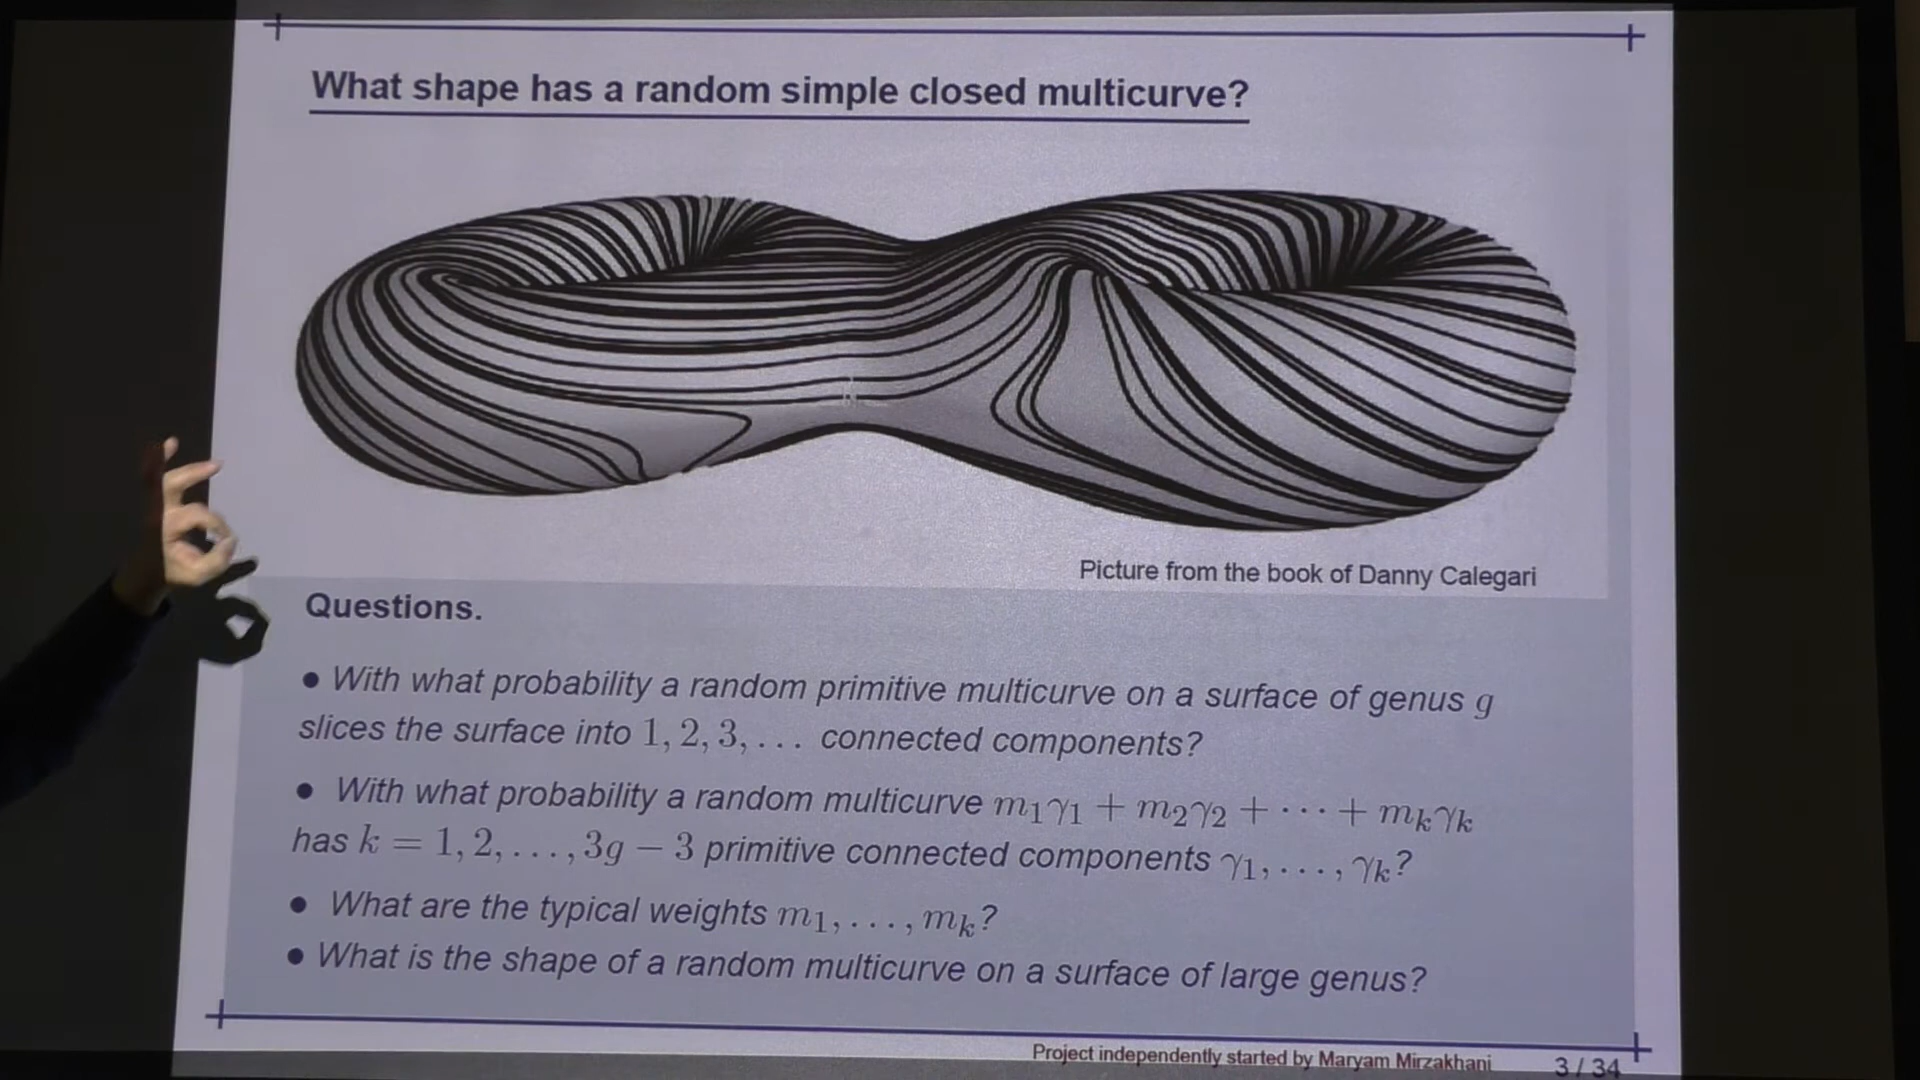 What shape has a random simple closed multicurve?
Picture from the book of Danny Calegari
Questions.
• With what probability a random primitive multicurve on a surface of genus g
slices the surface into 1, 2, 3, . . . connected components?
• With what probability a random multicurve m₁γ₁ + m₂γ₂ + · · · + mₖγₖ
has k = 1, 2, . . . , 3g − 3 primitive connected components γ₁, . . . , γₖ?
• What are the typical weights m₁, . . . , mₖ?
• What is the shape of a random multicurve on a surface of large genus?
Project independently started by Maryam Mirzakhani
3 / 34